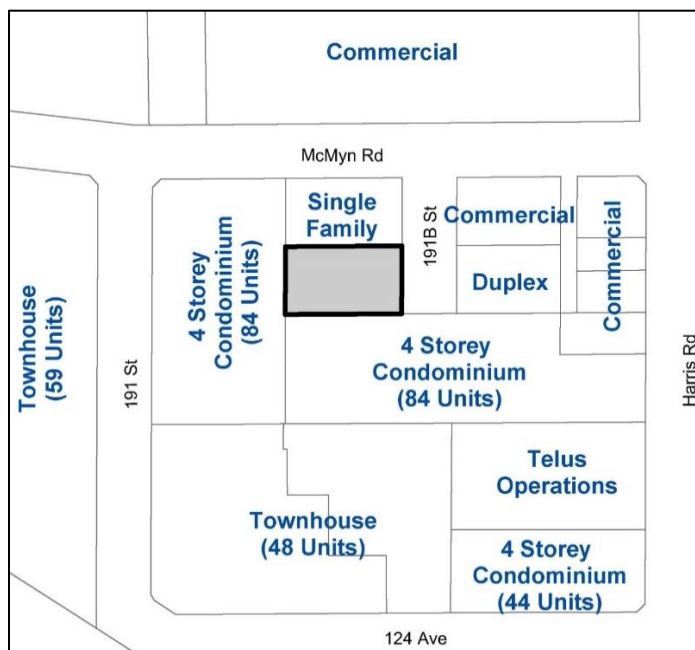 Commercial
McMyn Rd
Single
Family
191B St
Commercial
Commercial
Duplex
4 Storey
Condominium
(84 Units)
4 Storey
Condominium
(84 Units)
Townhouse
(59 Units)
191 St
Harris Rd
Telus
Operations
Townhouse
(48 Units)
4 Storey
Condominium
(44 Units)
124 Ave